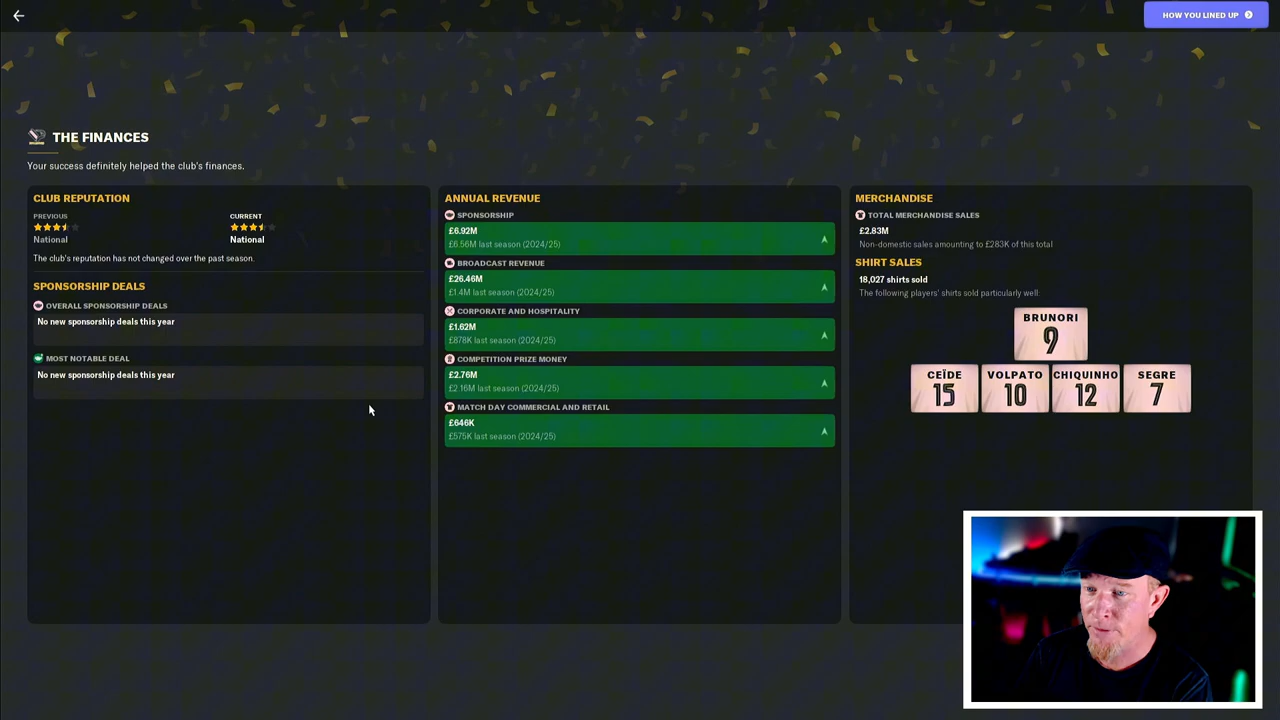 HOW YOU LINED UP
THE FINANCES
Your success definitely helped the club's finances.
CLUB REPUTATION
PREVIOUS
CURRENT
National
National
The club's reputation has not changed over the past season.
SPONSORSHIP DEALS
OVERALL SPONSORSHIP DEALS
No new sponsorship deals this year
MOST NOTABLE DEAL
No new sponsorship deals this year
ANNUAL REVENUE
SPONSORSHIP
£6.92M
£6.56M last season (2024/25)
BROADCAST REVENUE
£26.46M
£1.4M last season (2024/25)
CORPORATE AND HOSPITALITY
£1.62M
£878K last season (2024/25)
COMPETITION PRIZE MONEY
£2.76M
£2.16M last season (2024/25)
MATCH DAY COMMERCIAL AND RETAIL
£646K
£575K last season (2024/25)
MERCHANDISE
TOTAL MERCHANDISE SALES
£2.83M
Non-domestic sales amounting to £283K of this total
SHIRT SALES
18,027 shirts sold
The following players' shirts sold particularly well:
BRUNORI
9
CEÏDE
15
VOLPATO
10
CHIQUINHO
12
SEGRE
7